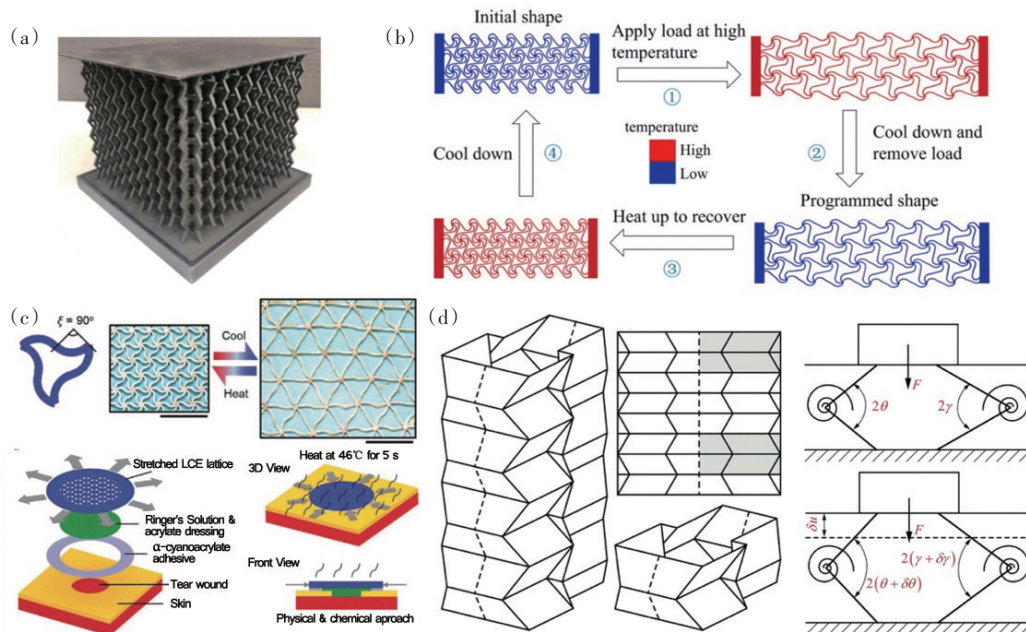 (a)
(b)
Initial shape
Apply load at high
temperature
①
temperature
High
Low
②
Cool down and
remove load
Programmed shape
Heat up to recover
③
Cool down
④
(c)
ξ = 90°
Cool
Heat
Stretched LCE lattice
Ringer's Solution &
acrylate dressing
α-cyanoacrylate
adhesive
Tear wound
Skin
Heat at 46℃ for 5 s
3D View
Front View
Physical & chemical aproach
(d)
F
2θ
2γ
δu
F
2(γ + δγ)
2(θ + δθ)